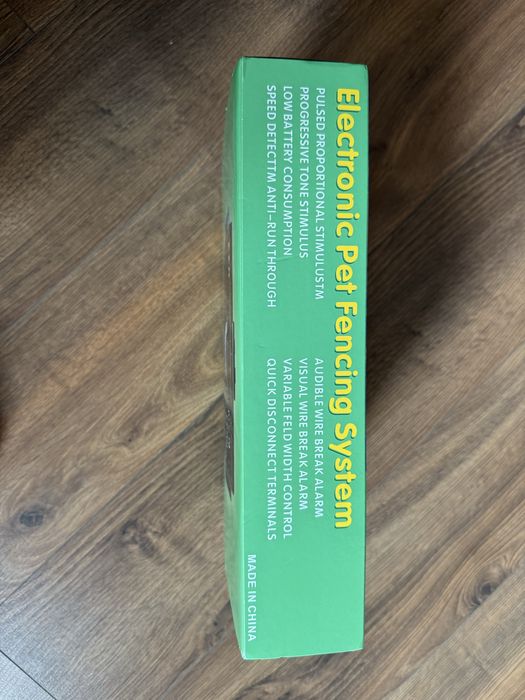 Electronic Pet Fencing System
PULSED PROPORTIONAL STIMULUSTM
PROGRESSIVE TONE STIMULUS
LOW BATTERY CONSUMPTION
SPEED DETECTTM ANTI-RUN THROUGH
AUDIBLE WIRE BREAK ALARM
VISUAL WIRE BREAK ALARM
VARIABLE FELD WIDTH CONTROL
QUICK DISCONNECT TERMINALS
MADE IN CHINA